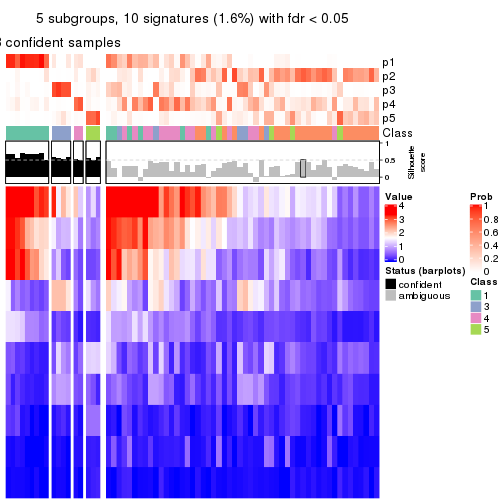 5 subgroups, 10 signatures (1.6%) with fdr < 0.05
confident samples
p1
p2
p3
p4
p5
Class
1
0.5
0
Silhouette
score
Value
4
3
2
1
0
Status (barplots)
confident
ambiguous
Prob
1
0.8
0.6
0.4
0.2
0
Class
1
3
4
5